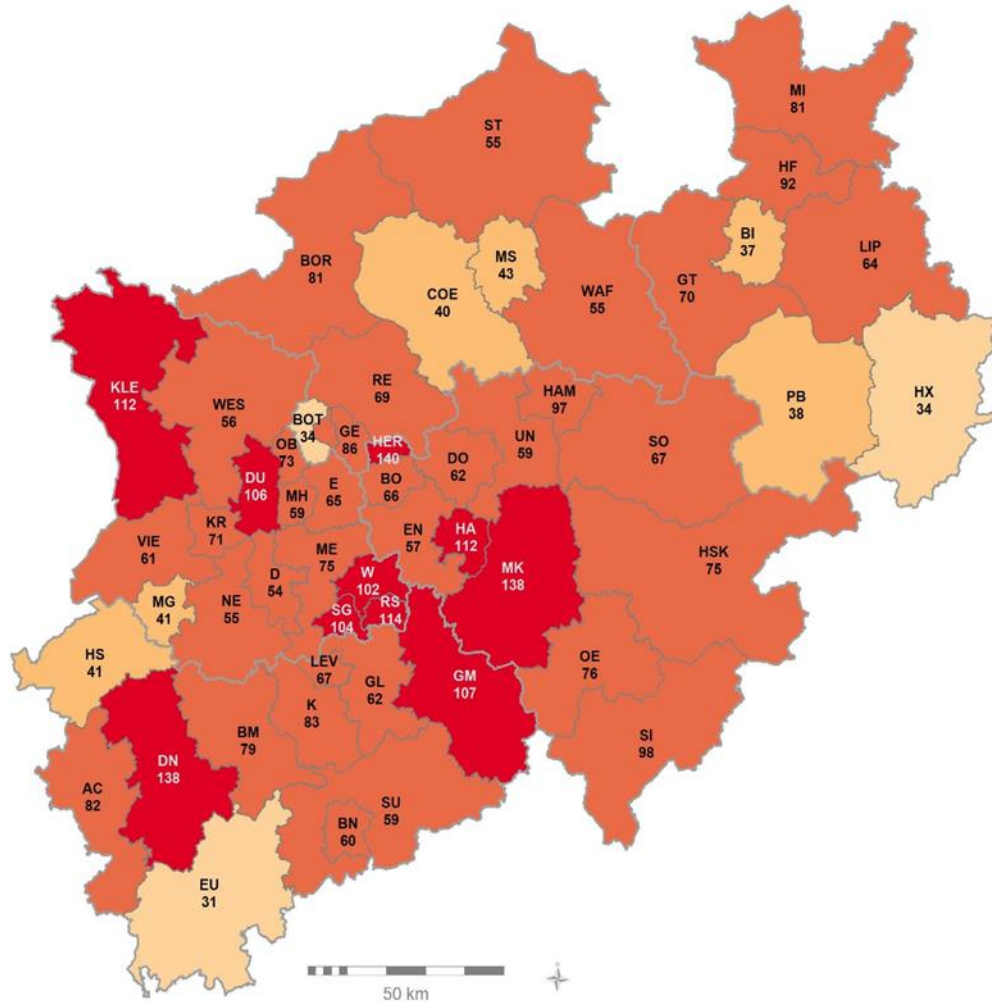 MI
81
ST
55
HF
92
BI
37
LIP
64
MS
43
BOR
81
GT
70
WAF
55
COE
40
KLE
112
RE
69
HAM
97
PB
38
HX
34
WES
56
BOT
34
GE
86
HER
140
UN
59
SO
67
OB
73
DO
62
DU
106
E
65
BO
66
MH
59
KR
71
EN
57
HA
112
VIE
61
ME
75
HSK
75
MK
138
D
54
W
102
MG
41
NE
55
SG
104
RS
114
HS
41
LEV
67
OE
76
GL
62
GM
107
K
83
BM
79
SI
98
DN
138
AC
82
SU
59
BN
60
EU
31
50 km